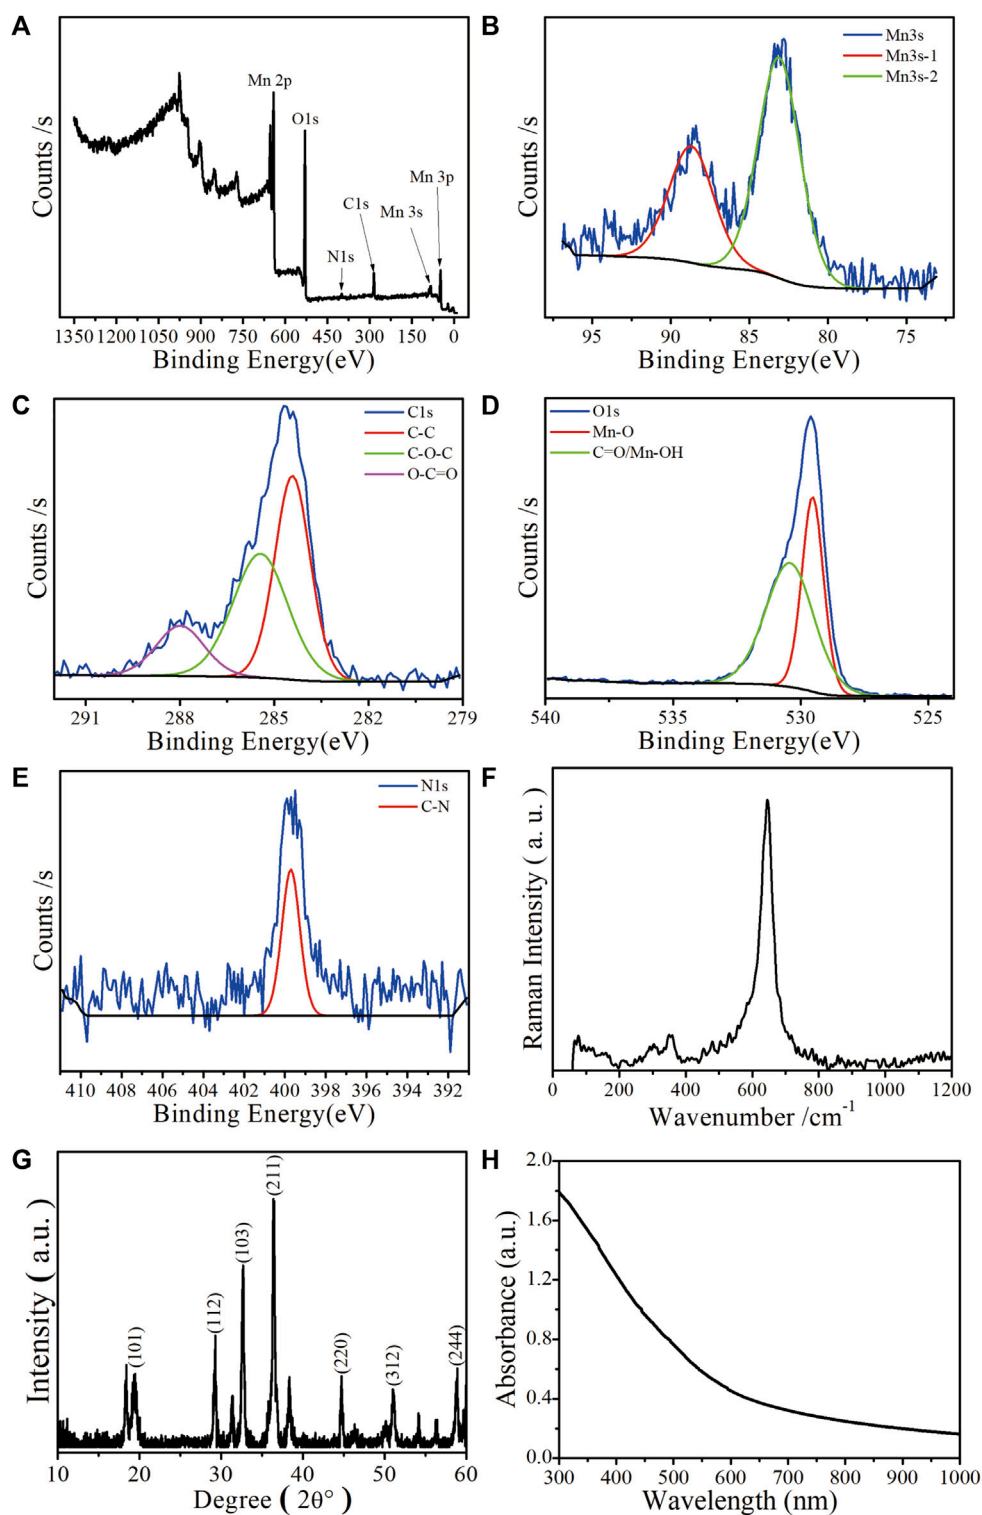 A
Counts /s
Mn 2p
O1s
Mn 3p
C1s
Mn 3s
N1s
1350 1200 1050 900 750 600 450 300 150 0
Binding Energy(eV)
B
Counts /s
Mn3s
Mn3s-1
Mn3s-2
95 90 85 80 75
Binding Energy(eV)
C
Counts /s
C1s
C-C
C-O-C
O-C=O
291 288 285 282 279
Binding Energy(eV)
D
Counts /s
O1s
Mn-O
C=O/Mn-OH
540 535 530 525
Binding Energy(eV)
E
Counts /s
N1s
C-N
410 408 406 404 402 400 398 396 394 392
Binding Energy(eV)
F
Raman Intensity ( a. u. )
0 200 400 600 800 1000 1200
Wavenumber /cm-1
G
Intensity ( a.u. )
(101)
(112)
(103)
(211)
(220)
(312)
(244)
10 20 30 40 50 60
Degree ( 2θ° )
H
Absorbance (a.u.)
2.0
1.6
1.2
0.8
0.4
0.0
300 400 500 600 700 800 900 1000
Wavelength (nm)